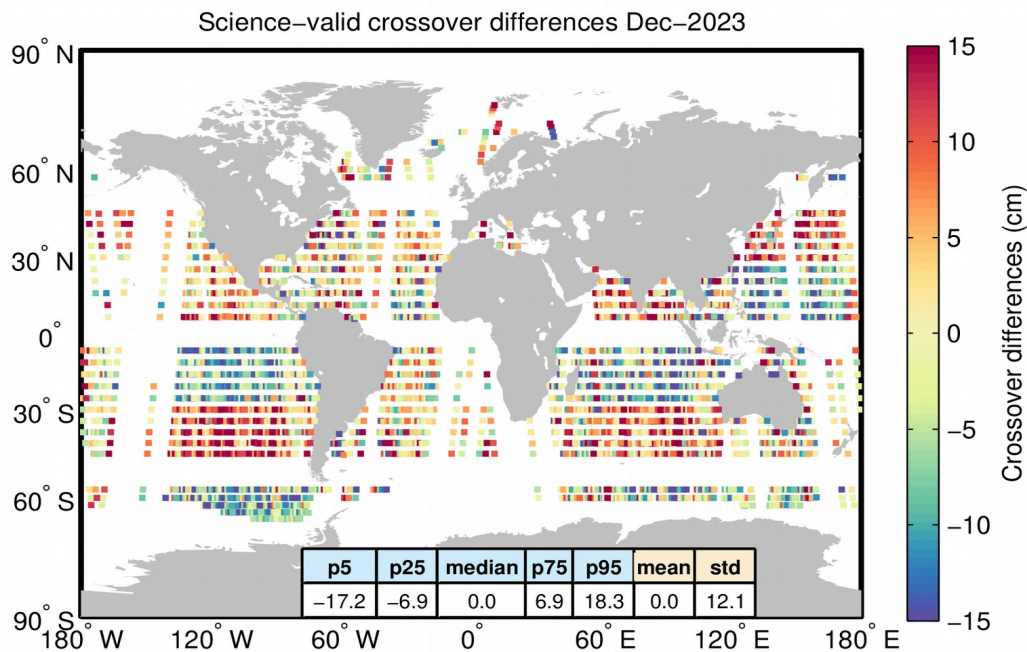 Science−valid crossover differences Dec−2023
90° N
60° N
30° N
0°
30° S
60° S
90° S
180° W
120° W
60° W
0°
60° E
120° E
180° E
p5 p25 median p75 p95 mean std
−17.2 −6.9 0.0 6.9 18.3 0.0 12.1
15
10
5
0
−5
−10
−15
Crossover differences (cm)